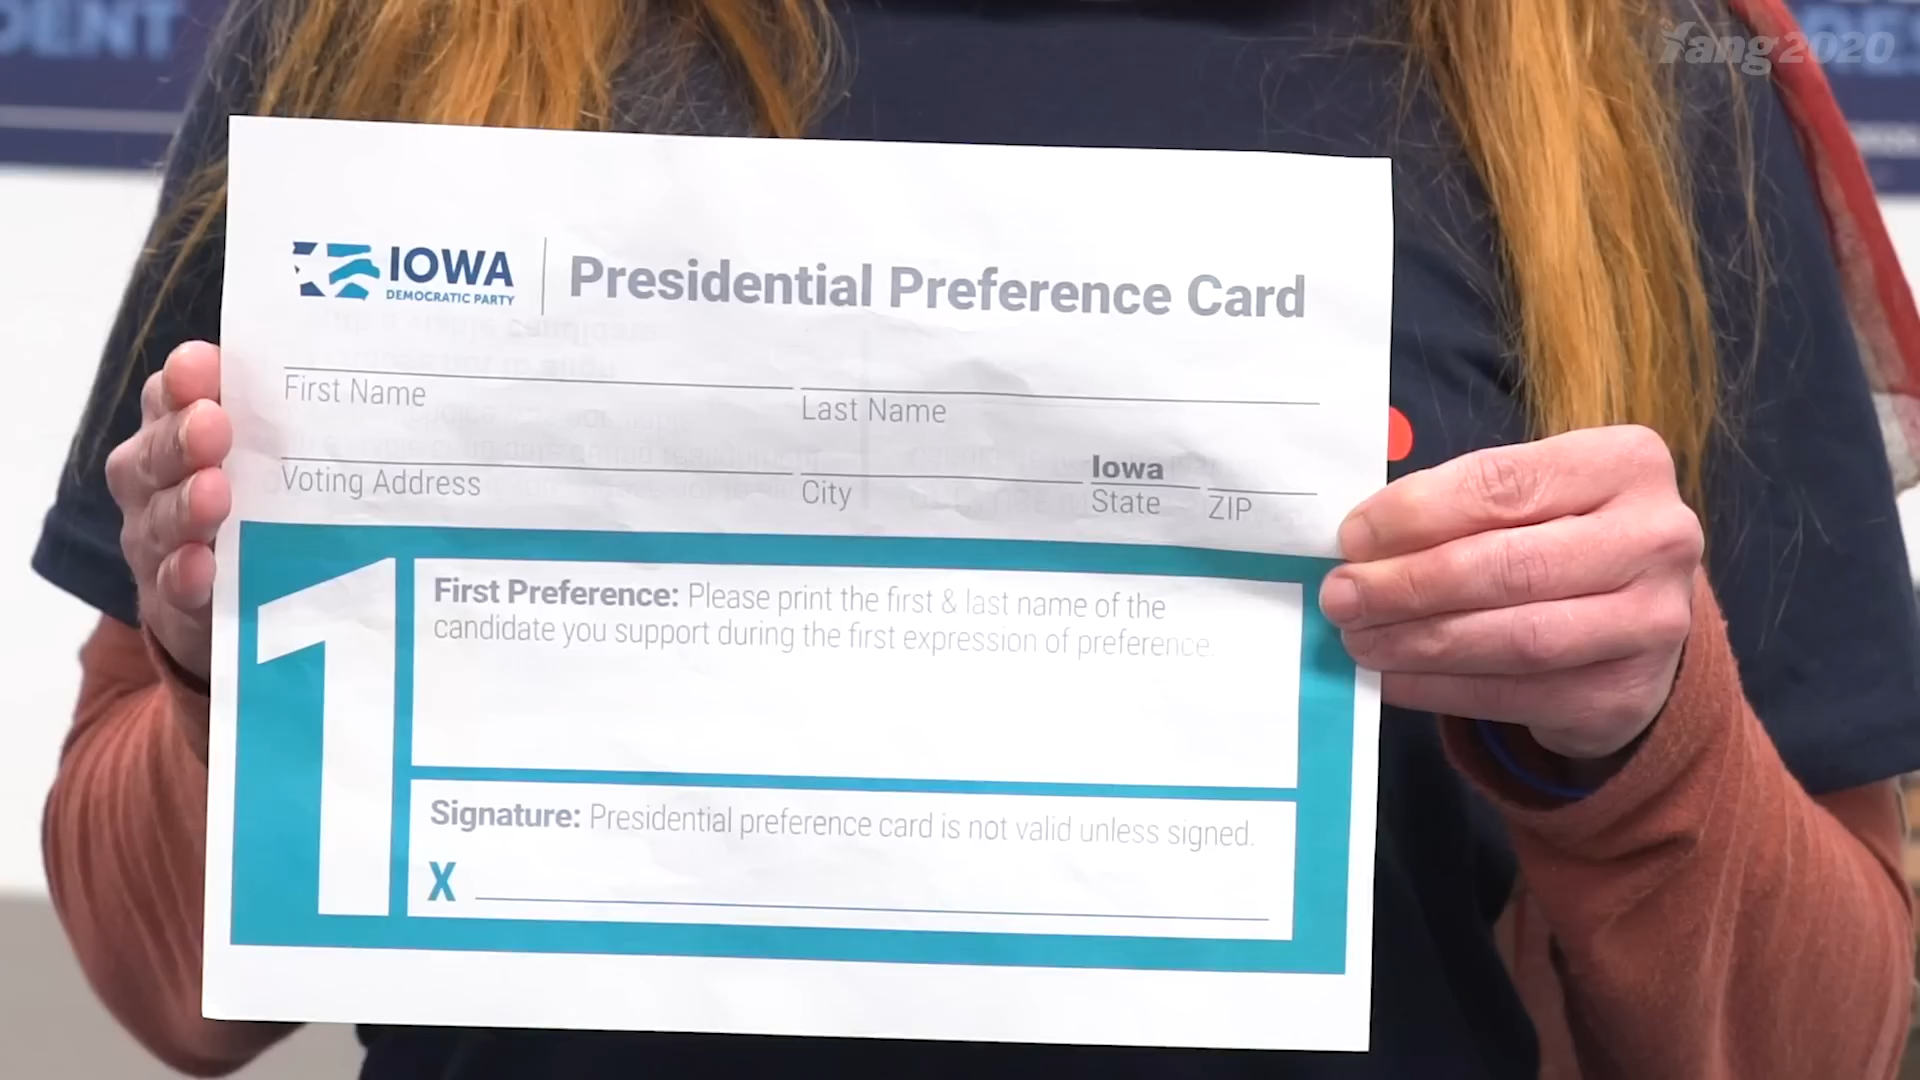 DENT
Yang2020
IOWA
DEMOCRATIC PARTY
Presidential Preference Card
First Name
Last Name
Iowa
Voting Address
City
State
ZIP
1
First Preference: Please print the first & last name of the
candidate you support during the first expression of preference.
Signature: Presidential preference card is not valid unless signed.
X